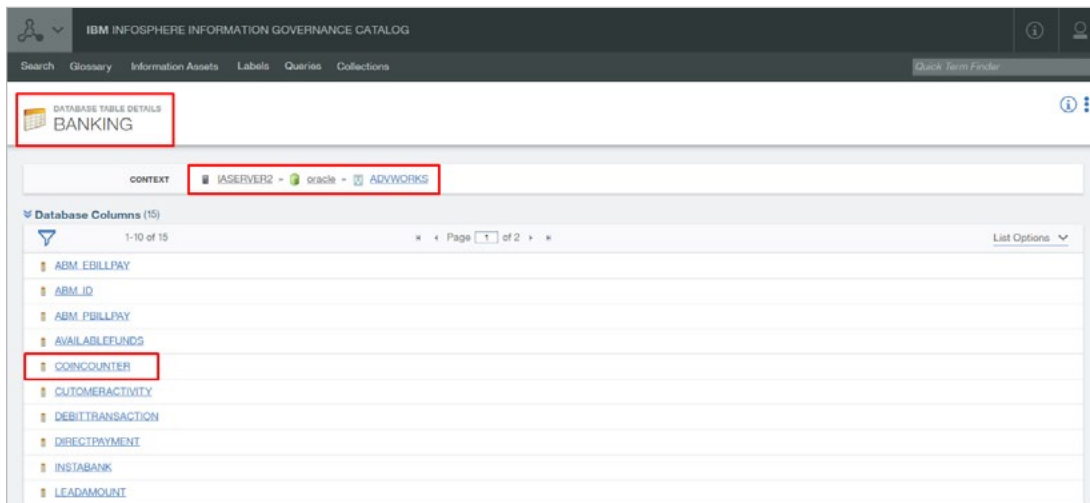 IBM INFOSPHERE INFORMATION GOVERNANCE CATALOG
Search Glossary Information Assets Labels Queries Collections Quick Term Finder
DATABASE TABLE DETAILS
BANKING
CONTEXT IASERVER2 - oracle - ADVWORKS
Database Columns (15)
1-10 of 15 Page 1 of 2 List Options
ABM_EBILLPAY
ABM_ID
ABM_PBILLPAY
AVAILABLEFUNDS
COINCOUNTER
CUTOMERACTIVITY
DEBITTRANSACTION
DIRECTPAYMENT
INSTABANK
LEADAMOUNT